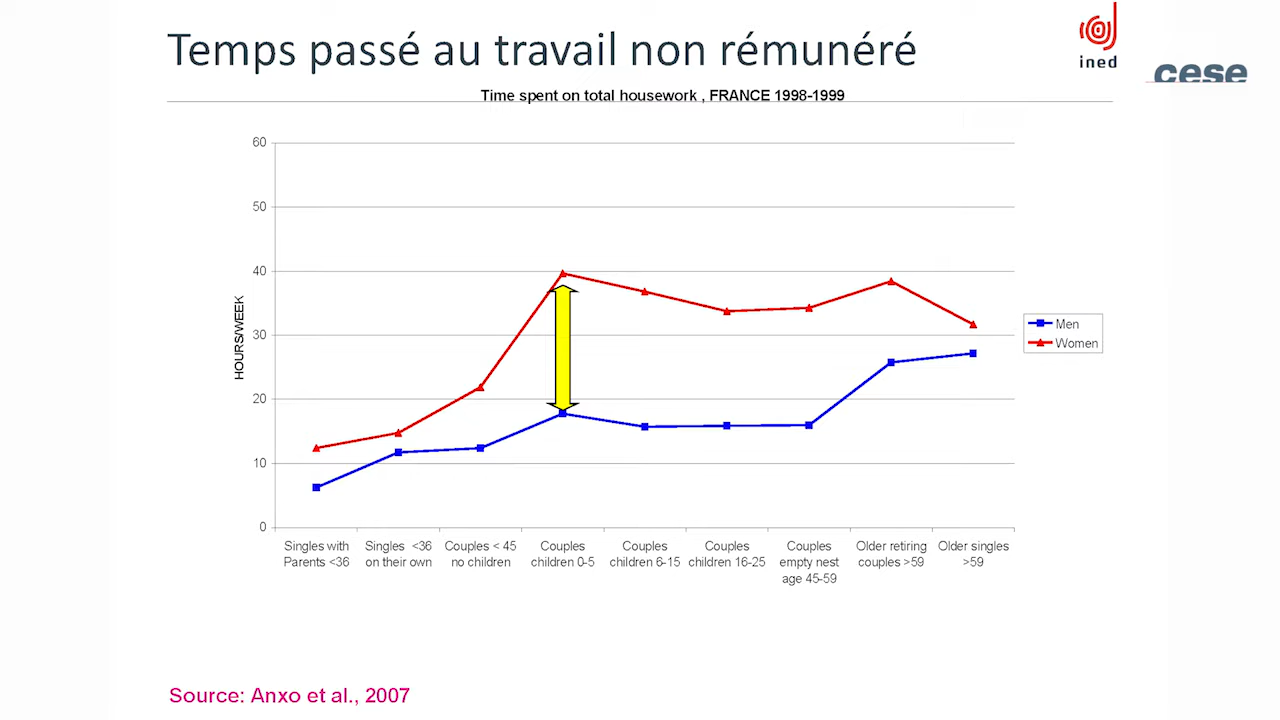 Temps passé au travail non rémunéré
ined
cese
Time spent on total housework , FRANCE 1998-1999
60
50
40
30
20
10
0
HOURS/WEEK
Men
Women
Singles with
Parents <36
Singles <36
on their own
Couples < 45
no children
Couples
children 0-5
Couples
children 6-15
Couples
children 16-25
Couples
empty nest
age 45-59
Older retiring
couples >59
Older singles
>59
Source: Anxo et al., 2007